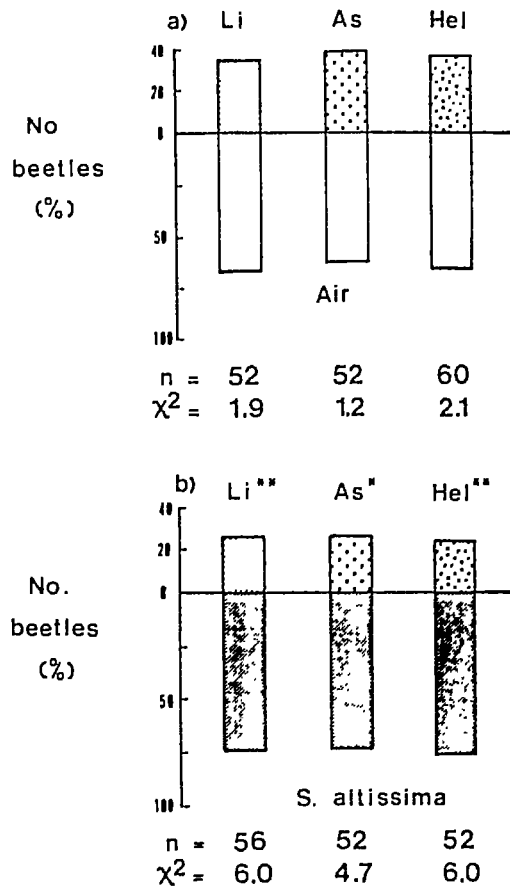 a) Li As Hel
40
20
0
50
100
No
beetles
(%)
Air
n = 52 52 60
χ² = 1.9 1.2 2.1
b) Li** As* Hel**
40
20
0
50
100
No.
beetles
(%)
S. altissima
n = 56 52 52
χ² = 6.0 4.7 6.0